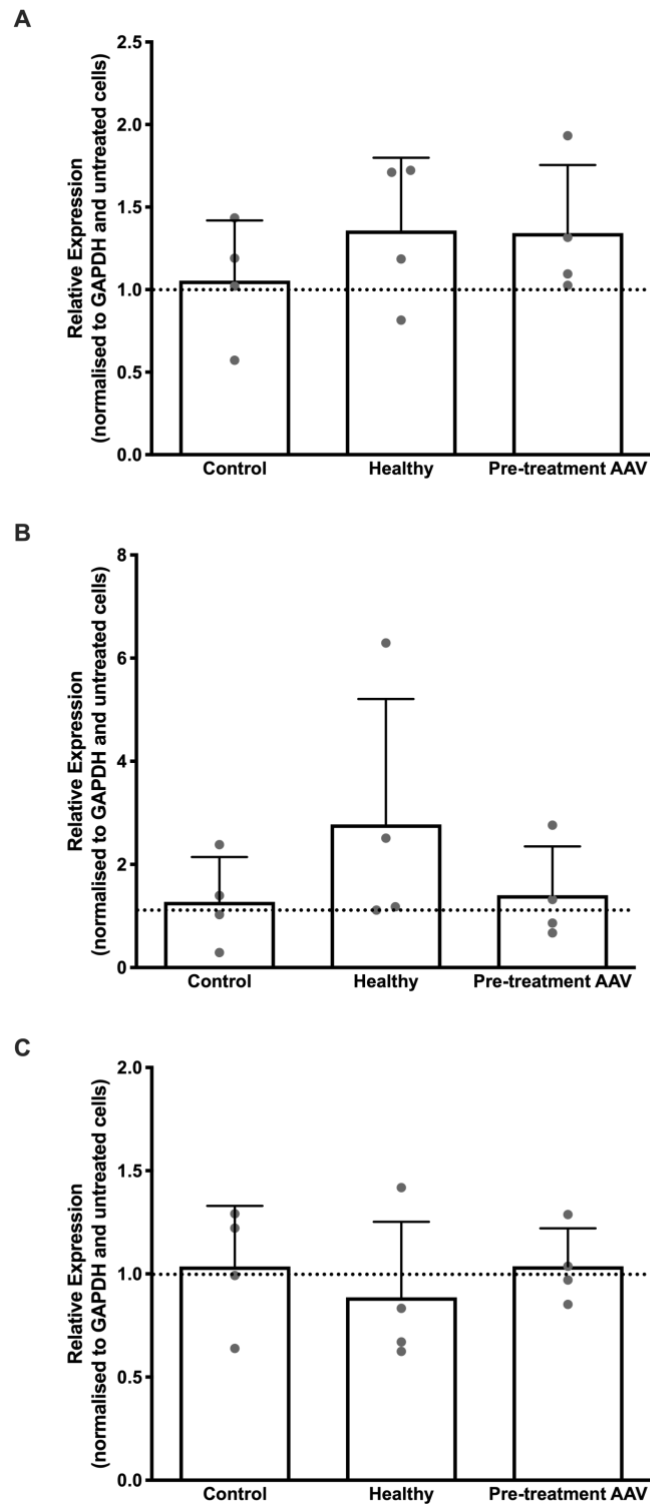 A
Relative Expression
(normalised to GAPDH and untreated cells)
2.5
2.0
1.5
1.0
0.5
0.0
Control Healthy Pre-treatment AAV
B
Relative Expression
(normalised to GAPDH and untreated cells)
8
6
4
2
0
Control Healthy Pre-treatment AAV
C
Relative Expression
(normalised to GAPDH and untreated cells)
2.0
1.5
1.0
0.5
0.0
Control Healthy Pre-treatment AAV